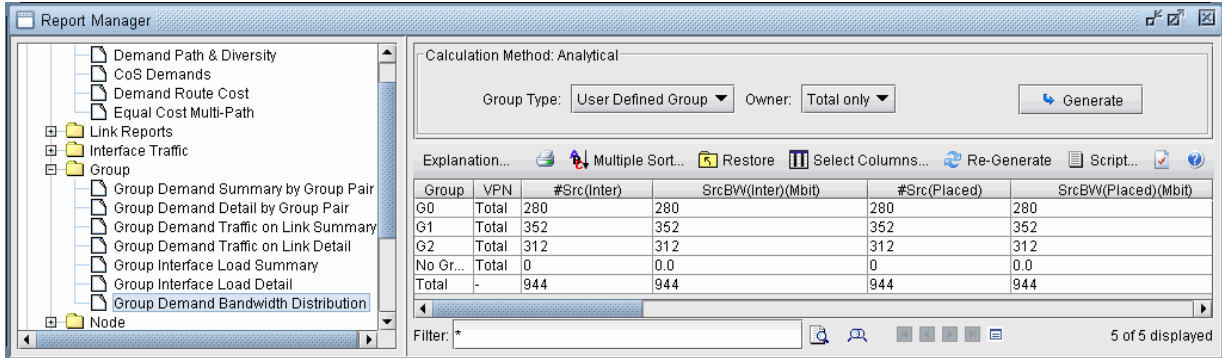 Report Manager
Demand Path & Diversity
CoS Demands
Demand Route Cost
Equal Cost Multi-Path
Link Reports
Interface Traffic
Group
Group Demand Summary by Group Pair
Group Demand Detail by Group Pair
Group Demand Traffic on Link Summary
Group Demand Traffic on Link Detail
Group Interface Load Summary
Group Interface Load Detail
Group Demand Bandwidth Distribution
Node
Calculation Method: Analytical
Group Type: User Defined Group Owner: Total only Generate
Explanation... Multiple Sort... Restore Select Columns... Re-Generate Script...
Group VPN #Src(Inter) SrcBW(Inter)(Mbit) #Src(Placed) SrcBW(Placed)(Mbit)
G0 Total 280 280 280 280
G1 Total 352 352 352 352
G2 Total 312 312 312 312
No Gr... Total 0 0.0 0 0.0
Total - 944 944 944 944
Filter: * 5 of 5 displayed